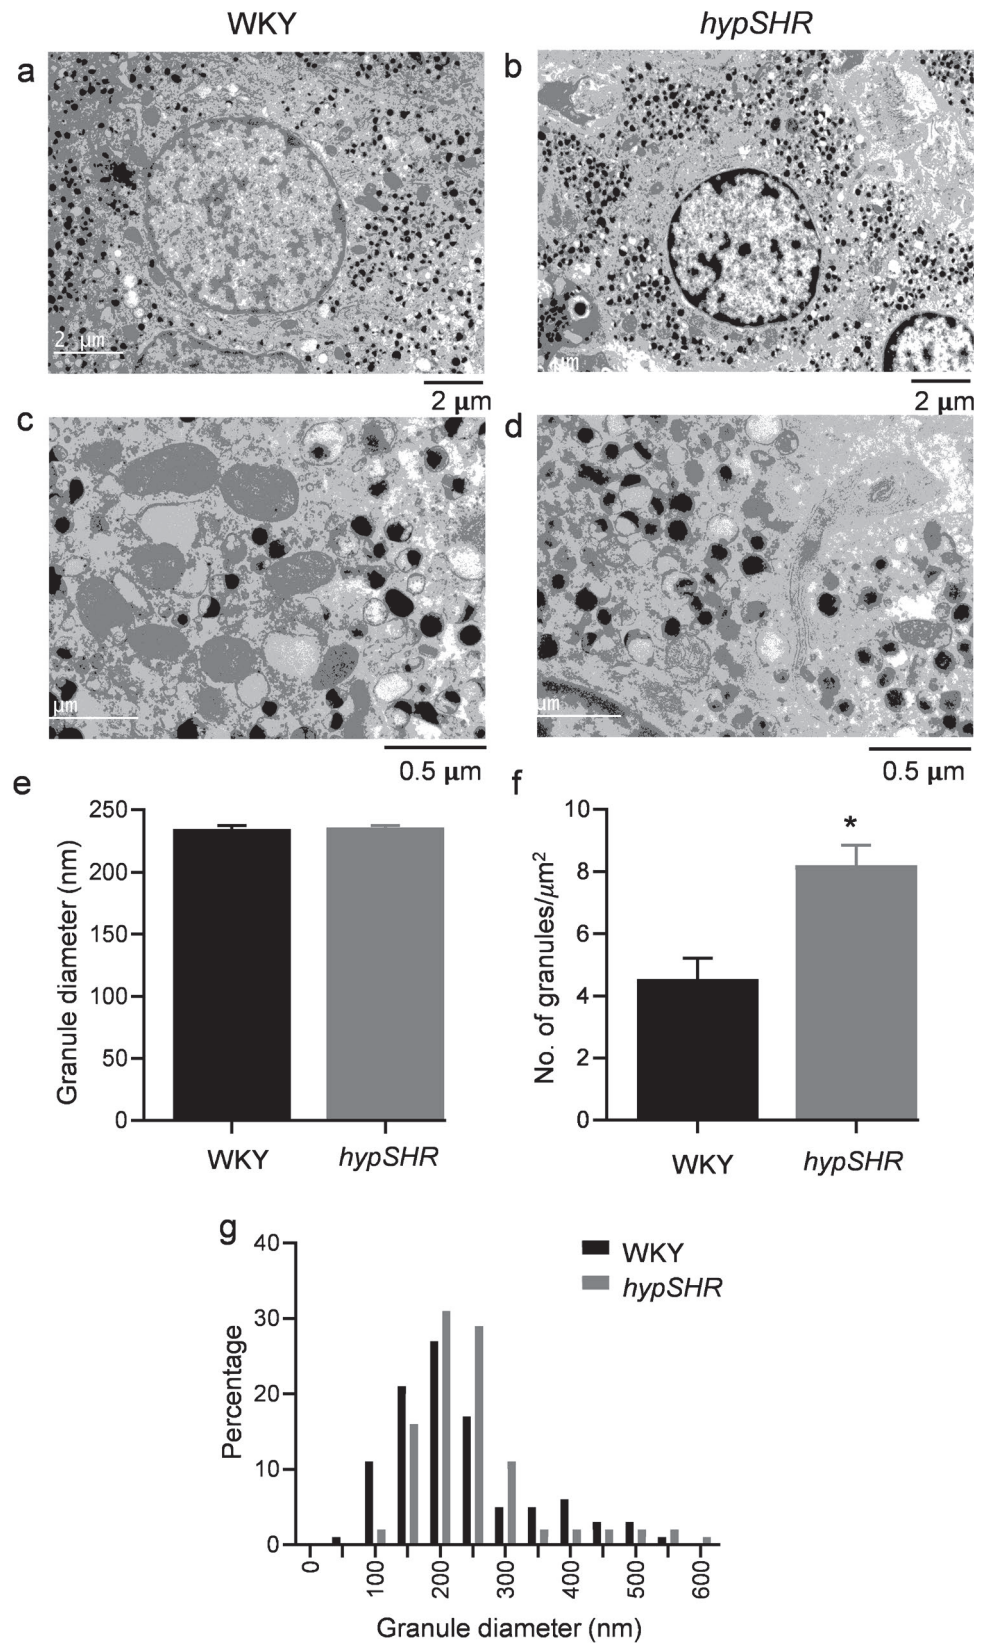 WKY
hypSHR
a
b
2 µm
µm
2 µm
2 µm
c
d
µm
um
0.5 µm
0.5 µm
e
f
250
200
150
100
50
0
Granule diameter (nm)
WKY
hypSHR
10
8
6
4
2
0
No. of granules/µm²
*
WKY
hypSHR
g
WKY
hypSHR
40
30
20
10
0
Percentage
0
100
200
300
400
500
600
Granule diameter (nm)